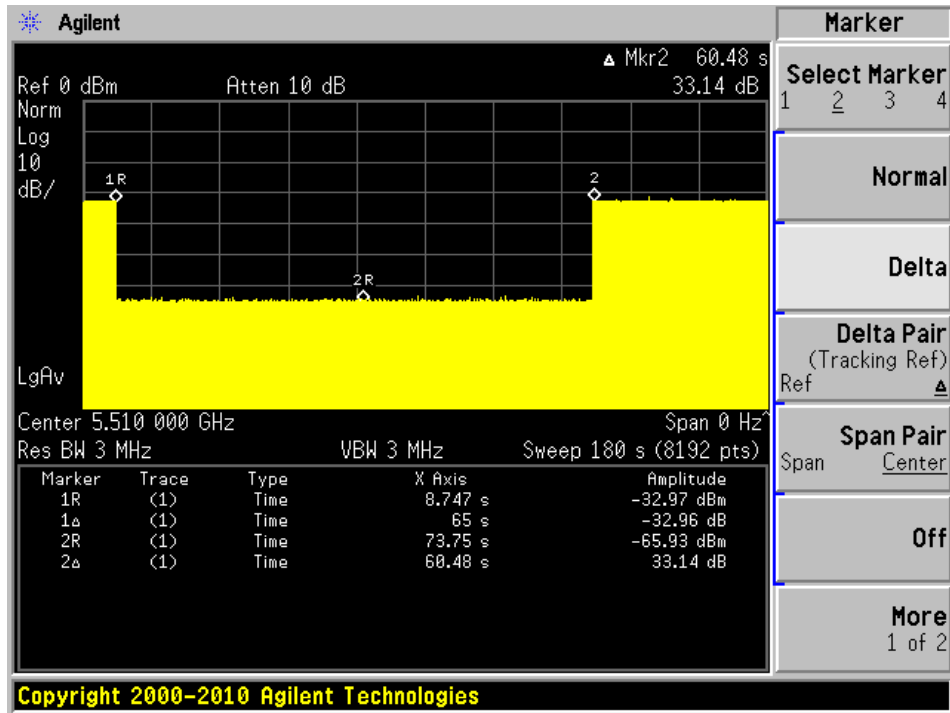 Agilent
Marker
Δ Mkr2 60.48 s
Ref 0 dBm Atten 10 dB 33.14 dB
Norm
Log
10
dB/
1R
2
2R
LgAv
Center 5.510 000 GHz Span 0 Hz^
Res BW 3 MHz VBW 3 MHz Sweep 180 s (8192 pts)
Marker Trace Type X Axis Amplitude
1R (1) Time 8.747 s -32.97 dBm
1Δ (1) Time 65 s -32.96 dB
2R (1) Time 73.75 s -65.93 dBm
2Δ (1) Time 60.48 s 33.14 dB
Select Marker
1 2 3 4
Normal
Delta
Delta Pair
(Tracking Ref)
Ref Δ
Span Pair
Span Center
Off
More
1 of 2
Copyright 2000-2010 Agilent Technologies